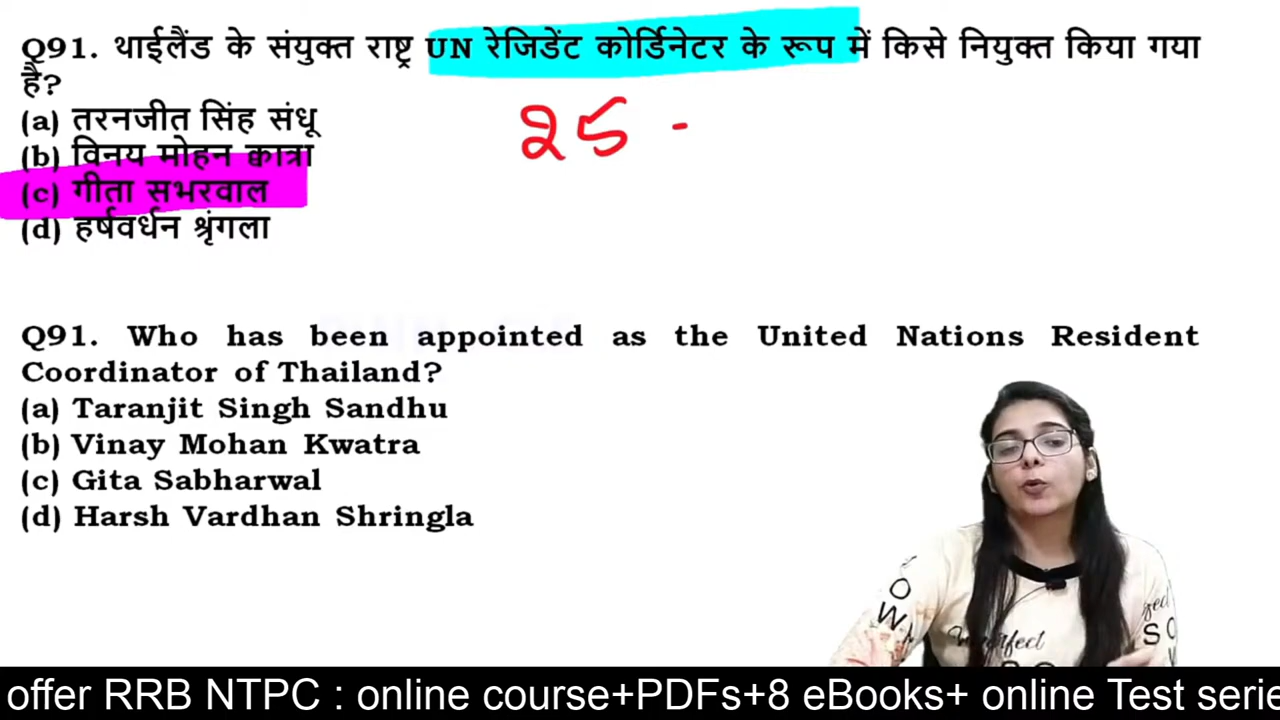 Q91. थाईलैंड के संयुक्त राष्ट्र UN रेजिडेंट कोर्डिनेटर के रूप में किसे नियुक्त किया गया
है?
(a) तरनजीत सिंह संधू
(b) विनय मोहन क्वात्रा
(c) गीता सभरवाल
(d) हर्षवर्धन श्रृंगला
25 -
Q91. Who has been appointed as the United Nations Resident
Coordinator of Thailand?
(a) Taranjit Singh Sandhu
(b) Vinay Mohan Kwatra
(c) Gita Sabharwal
(d) Harsh Vardhan Shringla
offer RRB NTPC : online course+PDFs+8 eBooks+ online Test serie